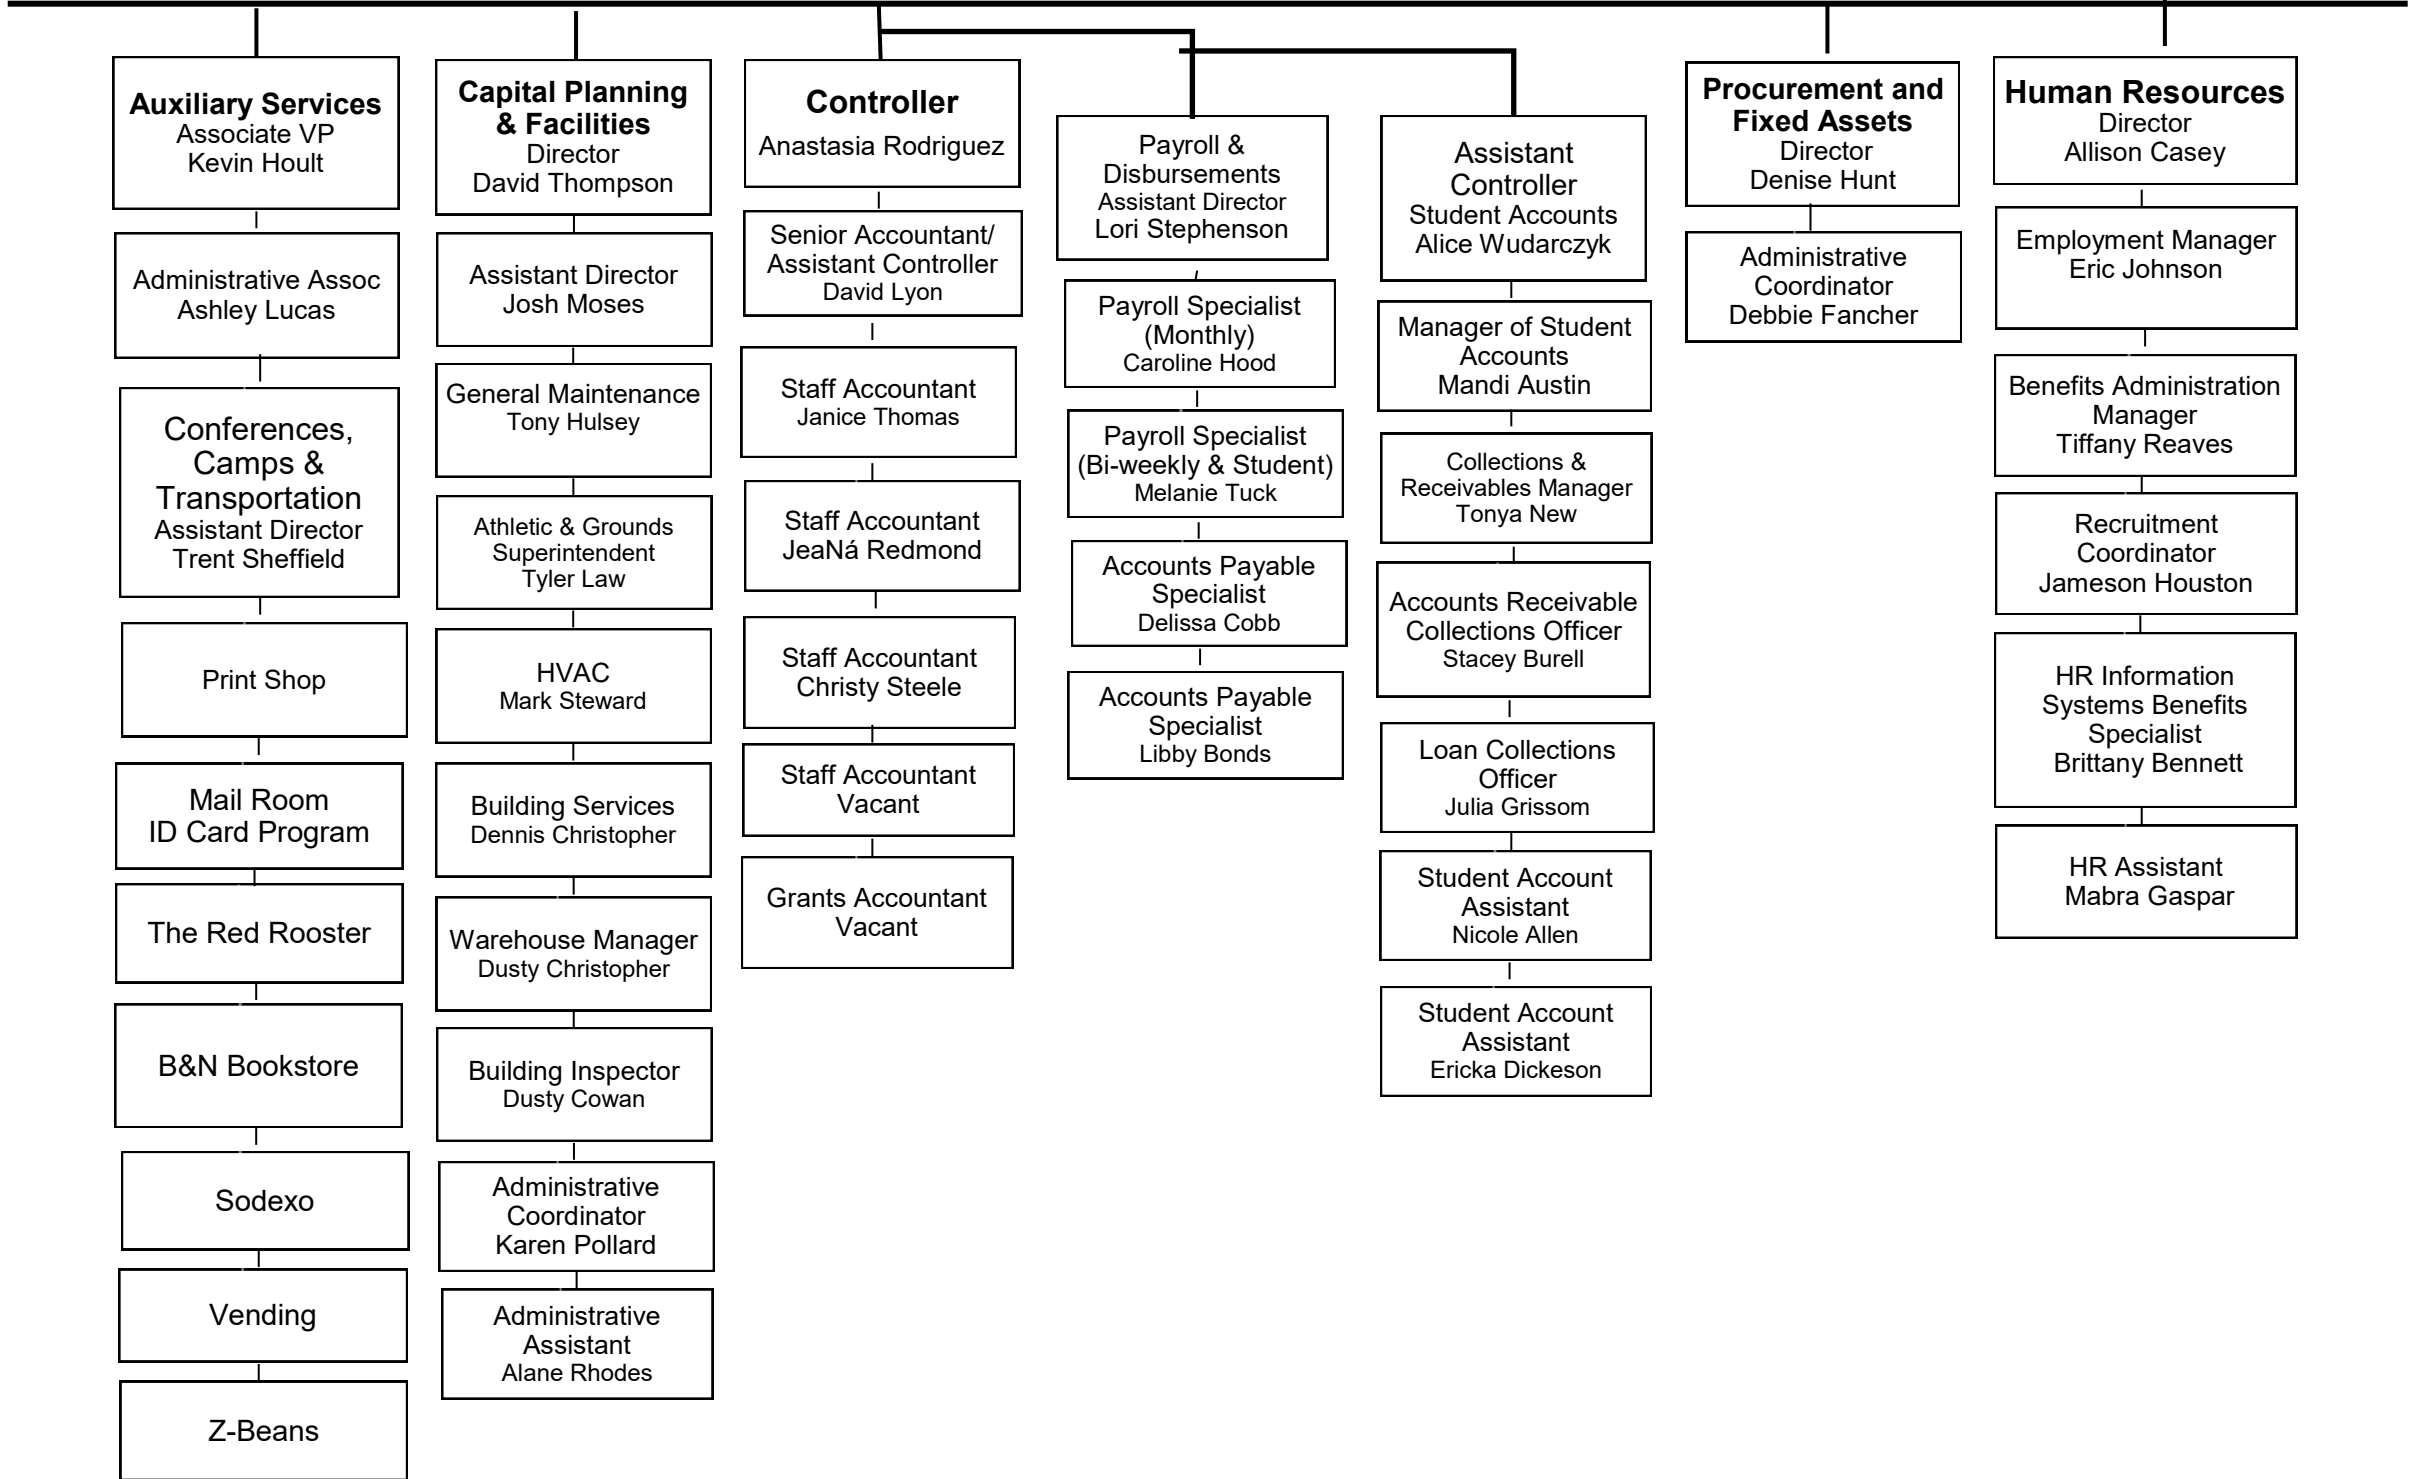 Auxiliary Services
Associate VP
Kevin Hoult
Administrative Assoc
Ashley Lucas
Conferences,
Camps &
Transportation
Assistant Director
Trent Sheffield
Print Shop
Mail Room
ID Card Program
The Red Rooster
B&N Bookstore
Sodexo
Vending
Z-Beans
Capital Planning
& Facilities
Director
David Thompson
Assistant Director
Josh Moses
General Maintenance
Tony Hulsey
Athletic & Grounds
Superintendent
Tyler Law
HVAC
Mark Steward
Building Services
Dennis Christopher
Warehouse Manager
Dusty Christopher
Building Inspector
Dusty Cowan
Administrative
Coordinator
Karen Pollard
Administrative
Assistant
Alane Rhodes
Controller
Anastasia Rodriguez
Senior Accountant/
Assistant Controller
David Lyon
Staff Accountant
Janice Thomas
Staff Accountant
JeaNá Redmond
Staff Accountant
Christy Steele
Staff Accountant
Vacant
Grants Accountant
Vacant
Payroll &
Disbursements
Assistant Director
Lori Stephenson
Payroll Specialist
(Monthly)
Caroline Hood
Payroll Specialist
(Bi-weekly & Student)
Melanie Tuck
Accounts Payable
Specialist
Delissa Cobb
Accounts Payable
Specialist
Libby Bonds
Assistant
Controller
Student Accounts
Alice Wudarczyk
Manager of Student
Accounts
Mandi Austin
Collections &
Receivables Manager
Tonya New
Accounts Receivable
Collections Officer
Stacey Burell
Loan Collections
Officer
Julia Grissom
Student Account
Assistant
Nicole Allen
Student Account
Assistant
Ericka Dickeson
Procurement and
Fixed Assets
Director
Denise Hunt
Administrative
Coordinator
Debbie Fancher
Human Resources
Director
Allison Casey
Employment Manager
Eric Johnson
Benefits Administration
Manager
Tiffany Reaves
Recruitment
Coordinator
Jameson Houston
HR Information
Systems Benefits
Specialist
Brittany Bennett
HR Assistant
Mabra Gaspar